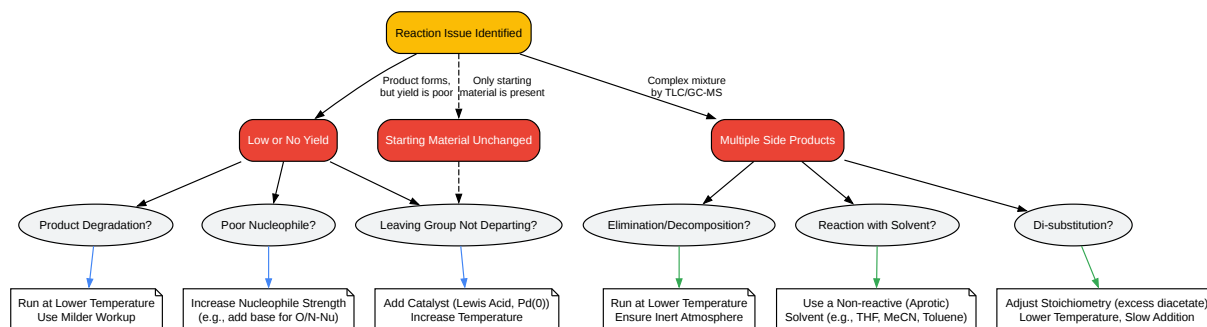 Reaction Issue Identified
Product forms,
but yield is poor
Only starting
material is present
Complex mixture
by TLC/GC-MS
Low or No Yield
Starting Material Unchanged
Multiple Side Products
Product Degradation?
Poor Nucleophile?
Leaving Group Not Departing?
Elimination/Decomposition?
Reaction with Solvent?
Di-substitution?
Run at Lower Temperature
Use Milder Workup
Increase Nucleophile Strength
(e.g., add base for O/N-Nu)
Add Catalyst (Lewis Acid, Pd(0))
Increase Temperature
Run at Lower Temperature
Ensure Inert Atmosphere
Use a Non-reactive (Aprotic)
Solvent (e.g., THF, MeCN, Toluene)
Adjust Stoichiometry (excess diacetate)
Lower Temperature, Slow Addition